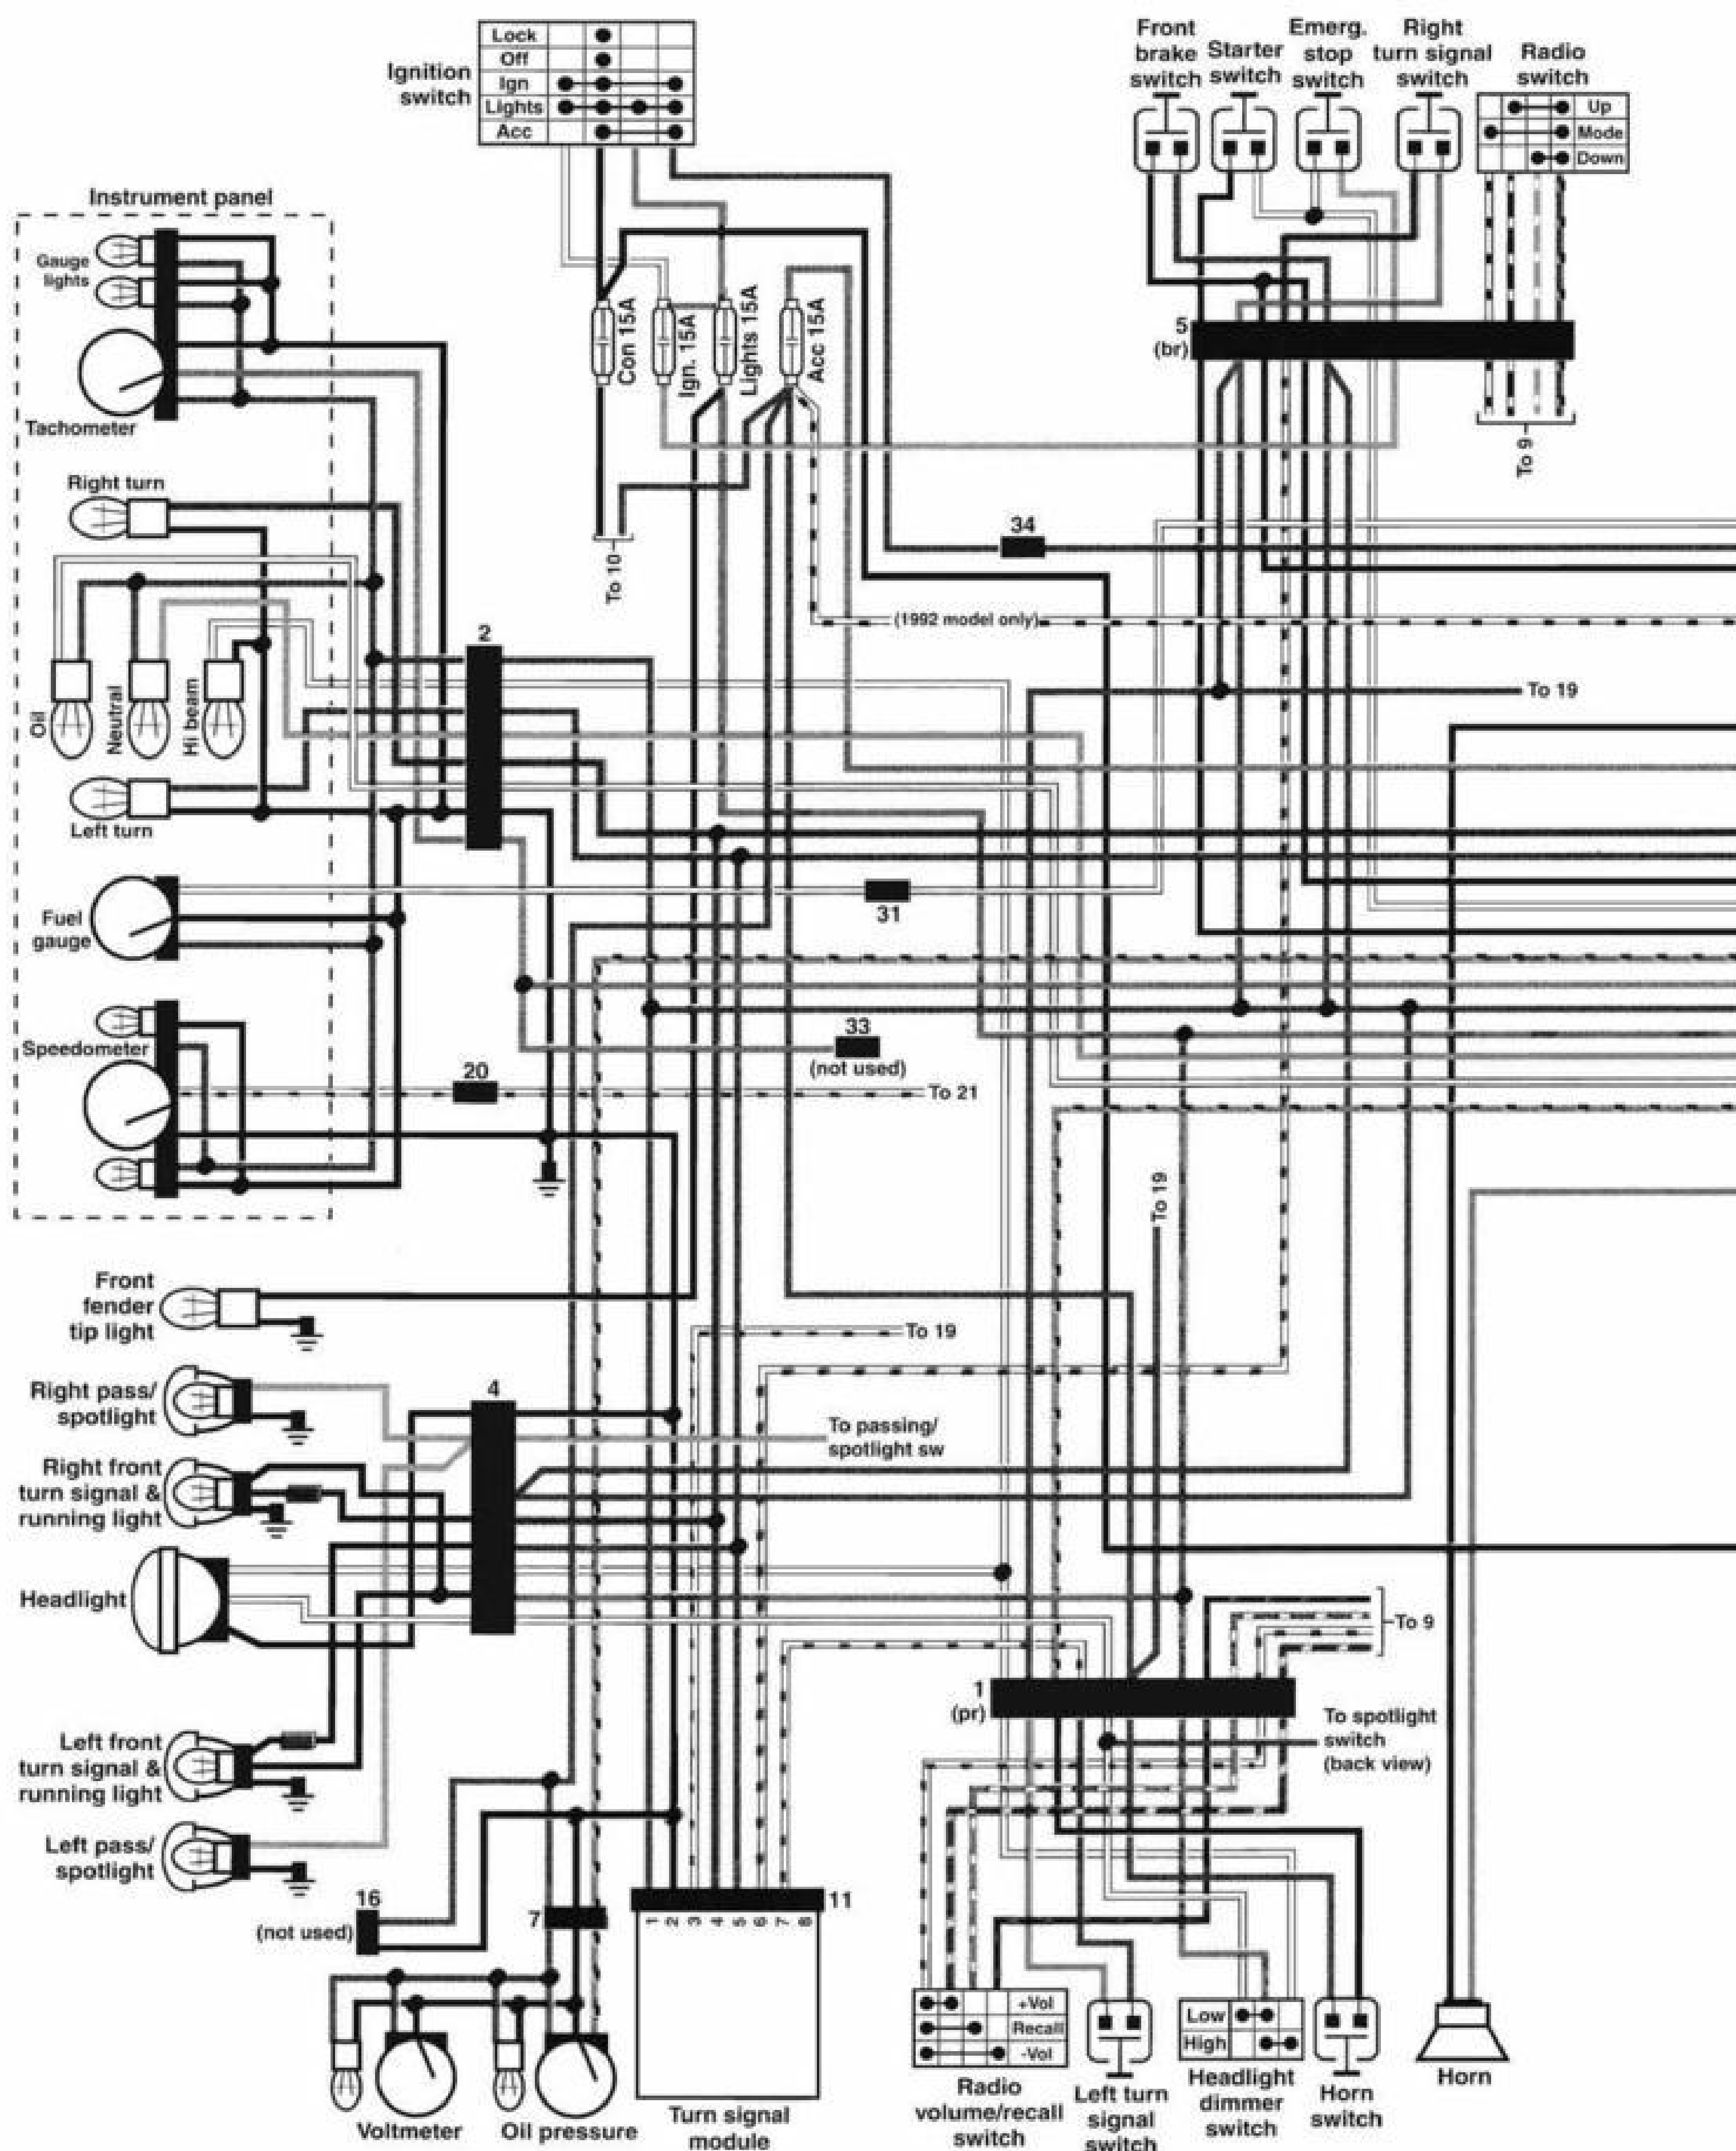 Lock
Off
Ign
Lights
Acc
Ignition
switch
Front
brake
switch
Starter
switch
Emerg.
stop
switch
Right
turn signal
switch
Radio
switch
Up
Mode
Down
Instrument panel
Gauge
lights
Tachometer
Con 15A
Ign. 15A
Lights 15A
Acc 15A
5
(br)
To 9
Right turn
To 10
34
(1992 model only)
2
Oil
Neutral
Hi beam
To 19
Left turn
Fuel
gauge
31
Speedometer
33
(not used)
20
To 21
To 19
Front
fender
tip light
To 19
Right pass/
spotlight
4
To passing/
spotlight sw
Right front
turn signal &
running light
Headlight
To 9
1
(pr)
To spotlight
switch
(back view)
Left front
turn signal &
running light
Left pass/
spotlight
16
(not used)
7
11
1 2 3 4 5 6 7 8
+Vol
Recall
-Vol
Low
High
Voltmeter
Oil pressure
Turn signal
module
Radio
volume/recall
switch
Left turn
signal
switch
Headlight
dimmer
switch
Horn
switch
Horn